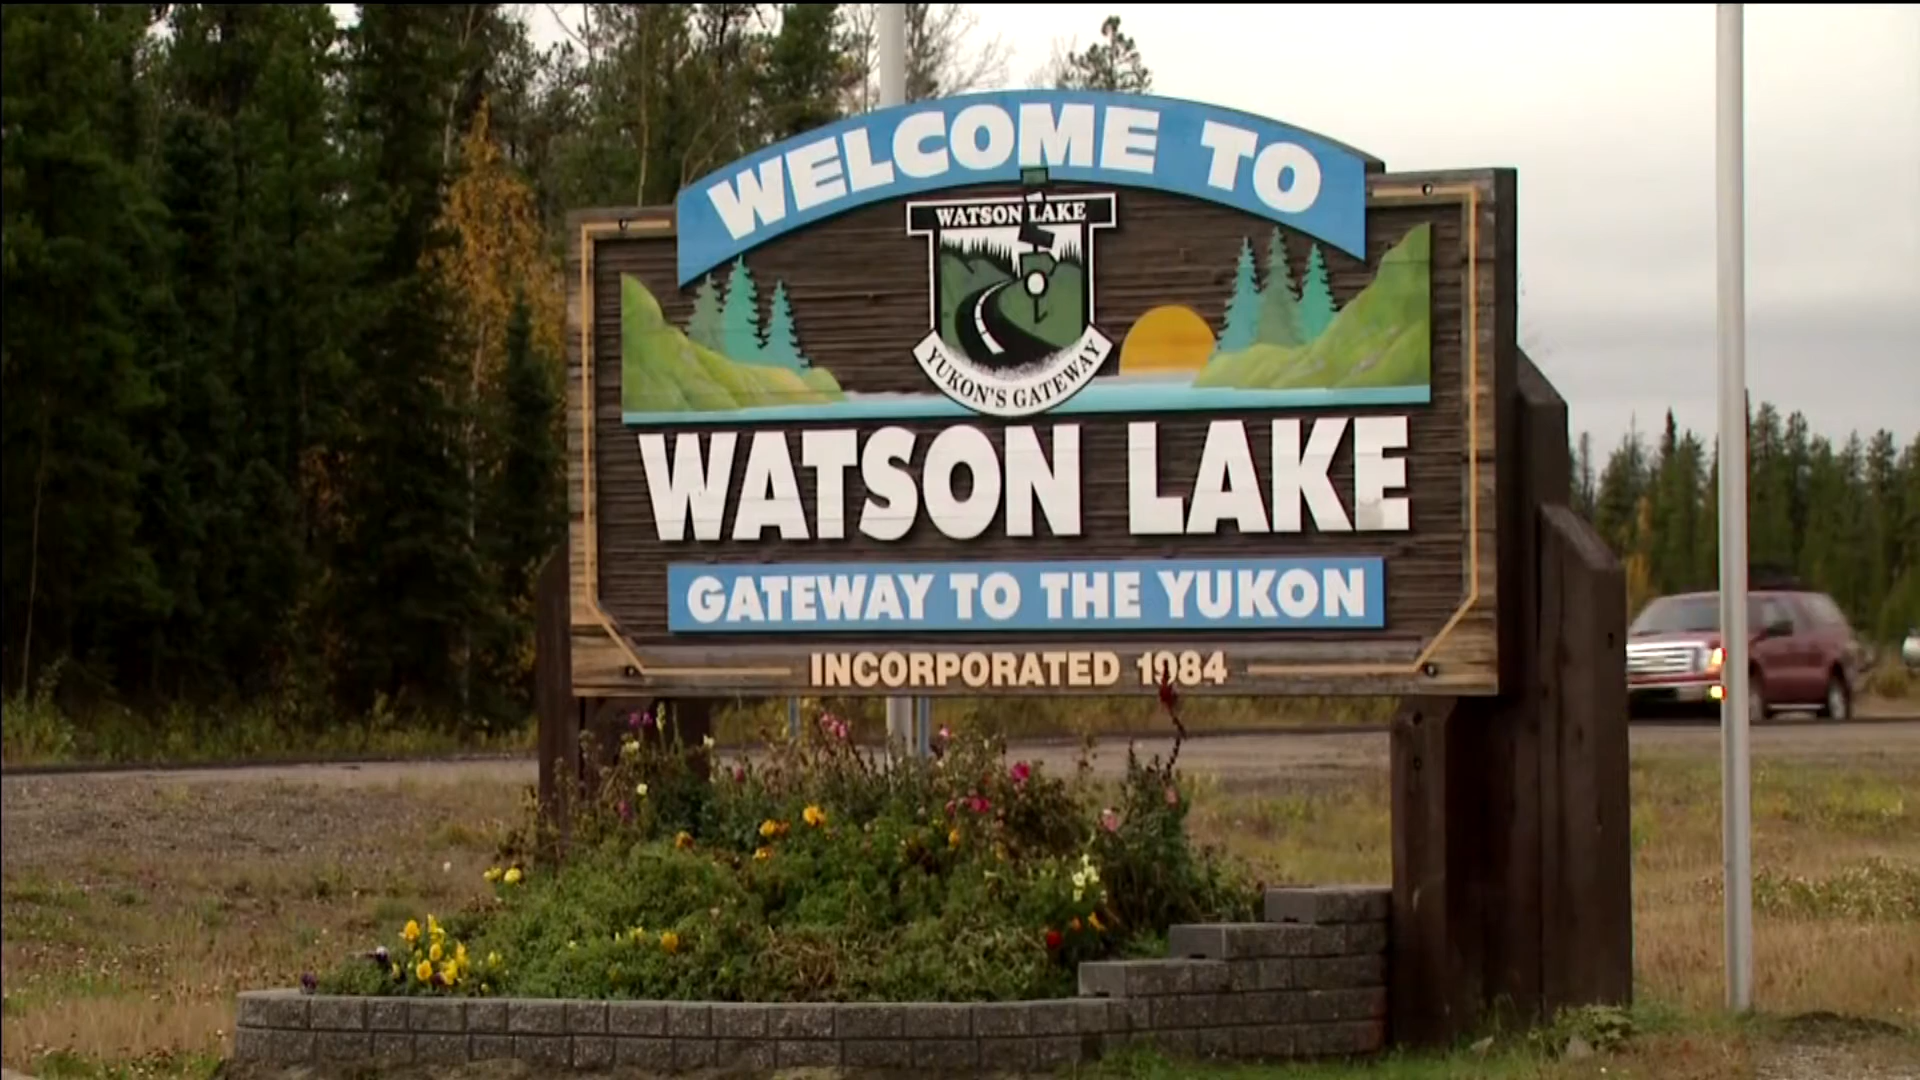 WELCOME TO
WATSON LAKE
YUKON'S GATEWAY
WATSON LAKE
GATEWAY TO THE YUKON
INCORPORATED 1984